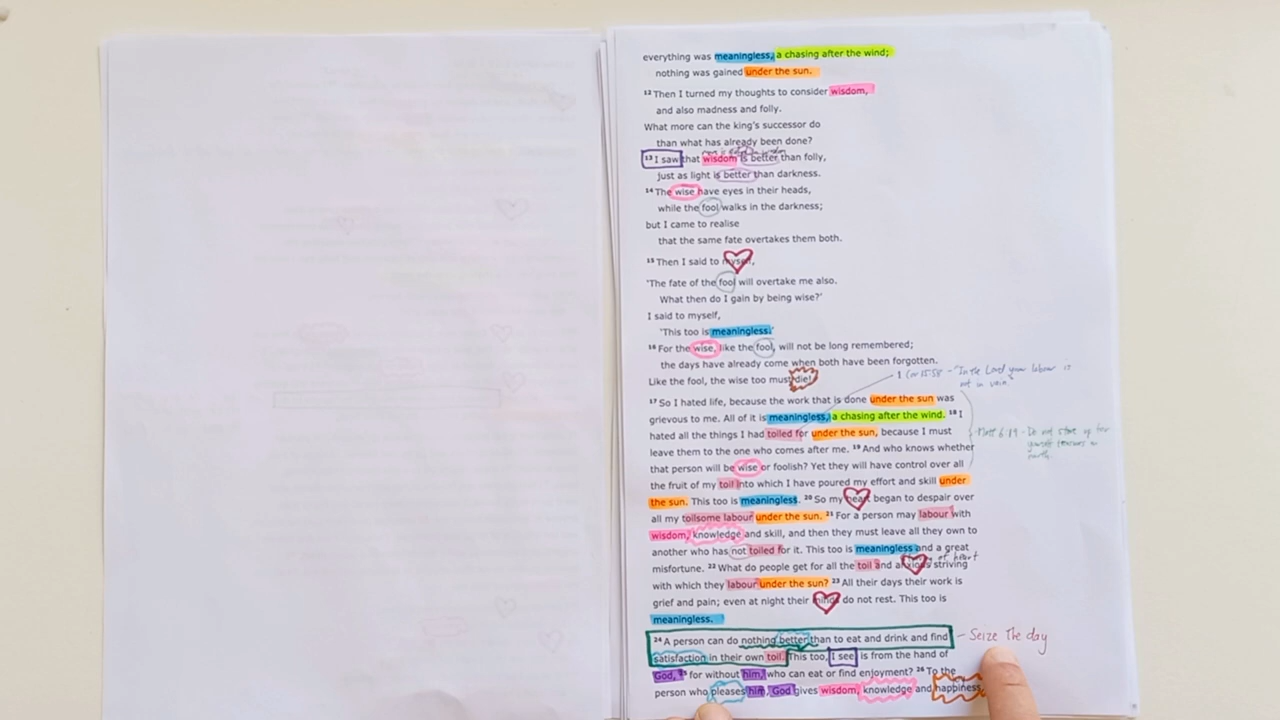 everything was meaningless, a chasing after the wind;
nothing was gained under the sun.
12 Then I turned my thoughts to consider wisdom,
and also madness and folly.
What more can the king's successor do
than what has already been done?
13 I saw that wisdom is better than folly,
just as light is better than darkness.
14 The wise have eyes in their heads,
while the fool walks in the darkness;
but I came to realise
that the same fate overtakes them both.
15 Then I said to myself,
'The fate of the fool will overtake me also.
What then do I gain by being wise?'
I said to myself,
'This too is meaningless.'
16 For the wise, like the fool, will not be long remembered;
the days have already come when both have been forgotten.
Like the fool, the wise too must die!
1 Cor 15:58 - "In the Lord your labour is
not in vain."
17 So I hated life, because the work that is done under the sun was
grievous to me. All of it is meaningless, a chasing after the wind. 18 I
hated all the things I had toiled for under the sun, because I must
leave them to the one who comes after me. 19 And who knows whether
that person will be wise or foolish? Yet they will have control over all
the fruit of my toil into which I have poured my effort and skill under
the sun. This too is meaningless. 20 So my heart began to despair over
all my toilsome labour under the sun. 21 For a person may labour with
wisdom, knowledge and skill, and then they must leave all they own to
another who has not toiled for it. This too is meaningless and a great
misfortune. 22 What do people get for all the toil and anxious striving
of heart
with which they labour under the sun? 23 All their days their work is
grief and pain; even at night their minds do not rest. This too is
meaningless.
Matt 6:19 - Do not store up for
treasures on
earth.
24 A person can do nothing better than to eat and drink and find
satisfaction in their own toil. This too, I see, is from the hand of
God, 25 for without him, who can eat or find enjoyment? 26 To the
person who pleases him, God gives wisdom, knowledge and happiness,
- Seize The day